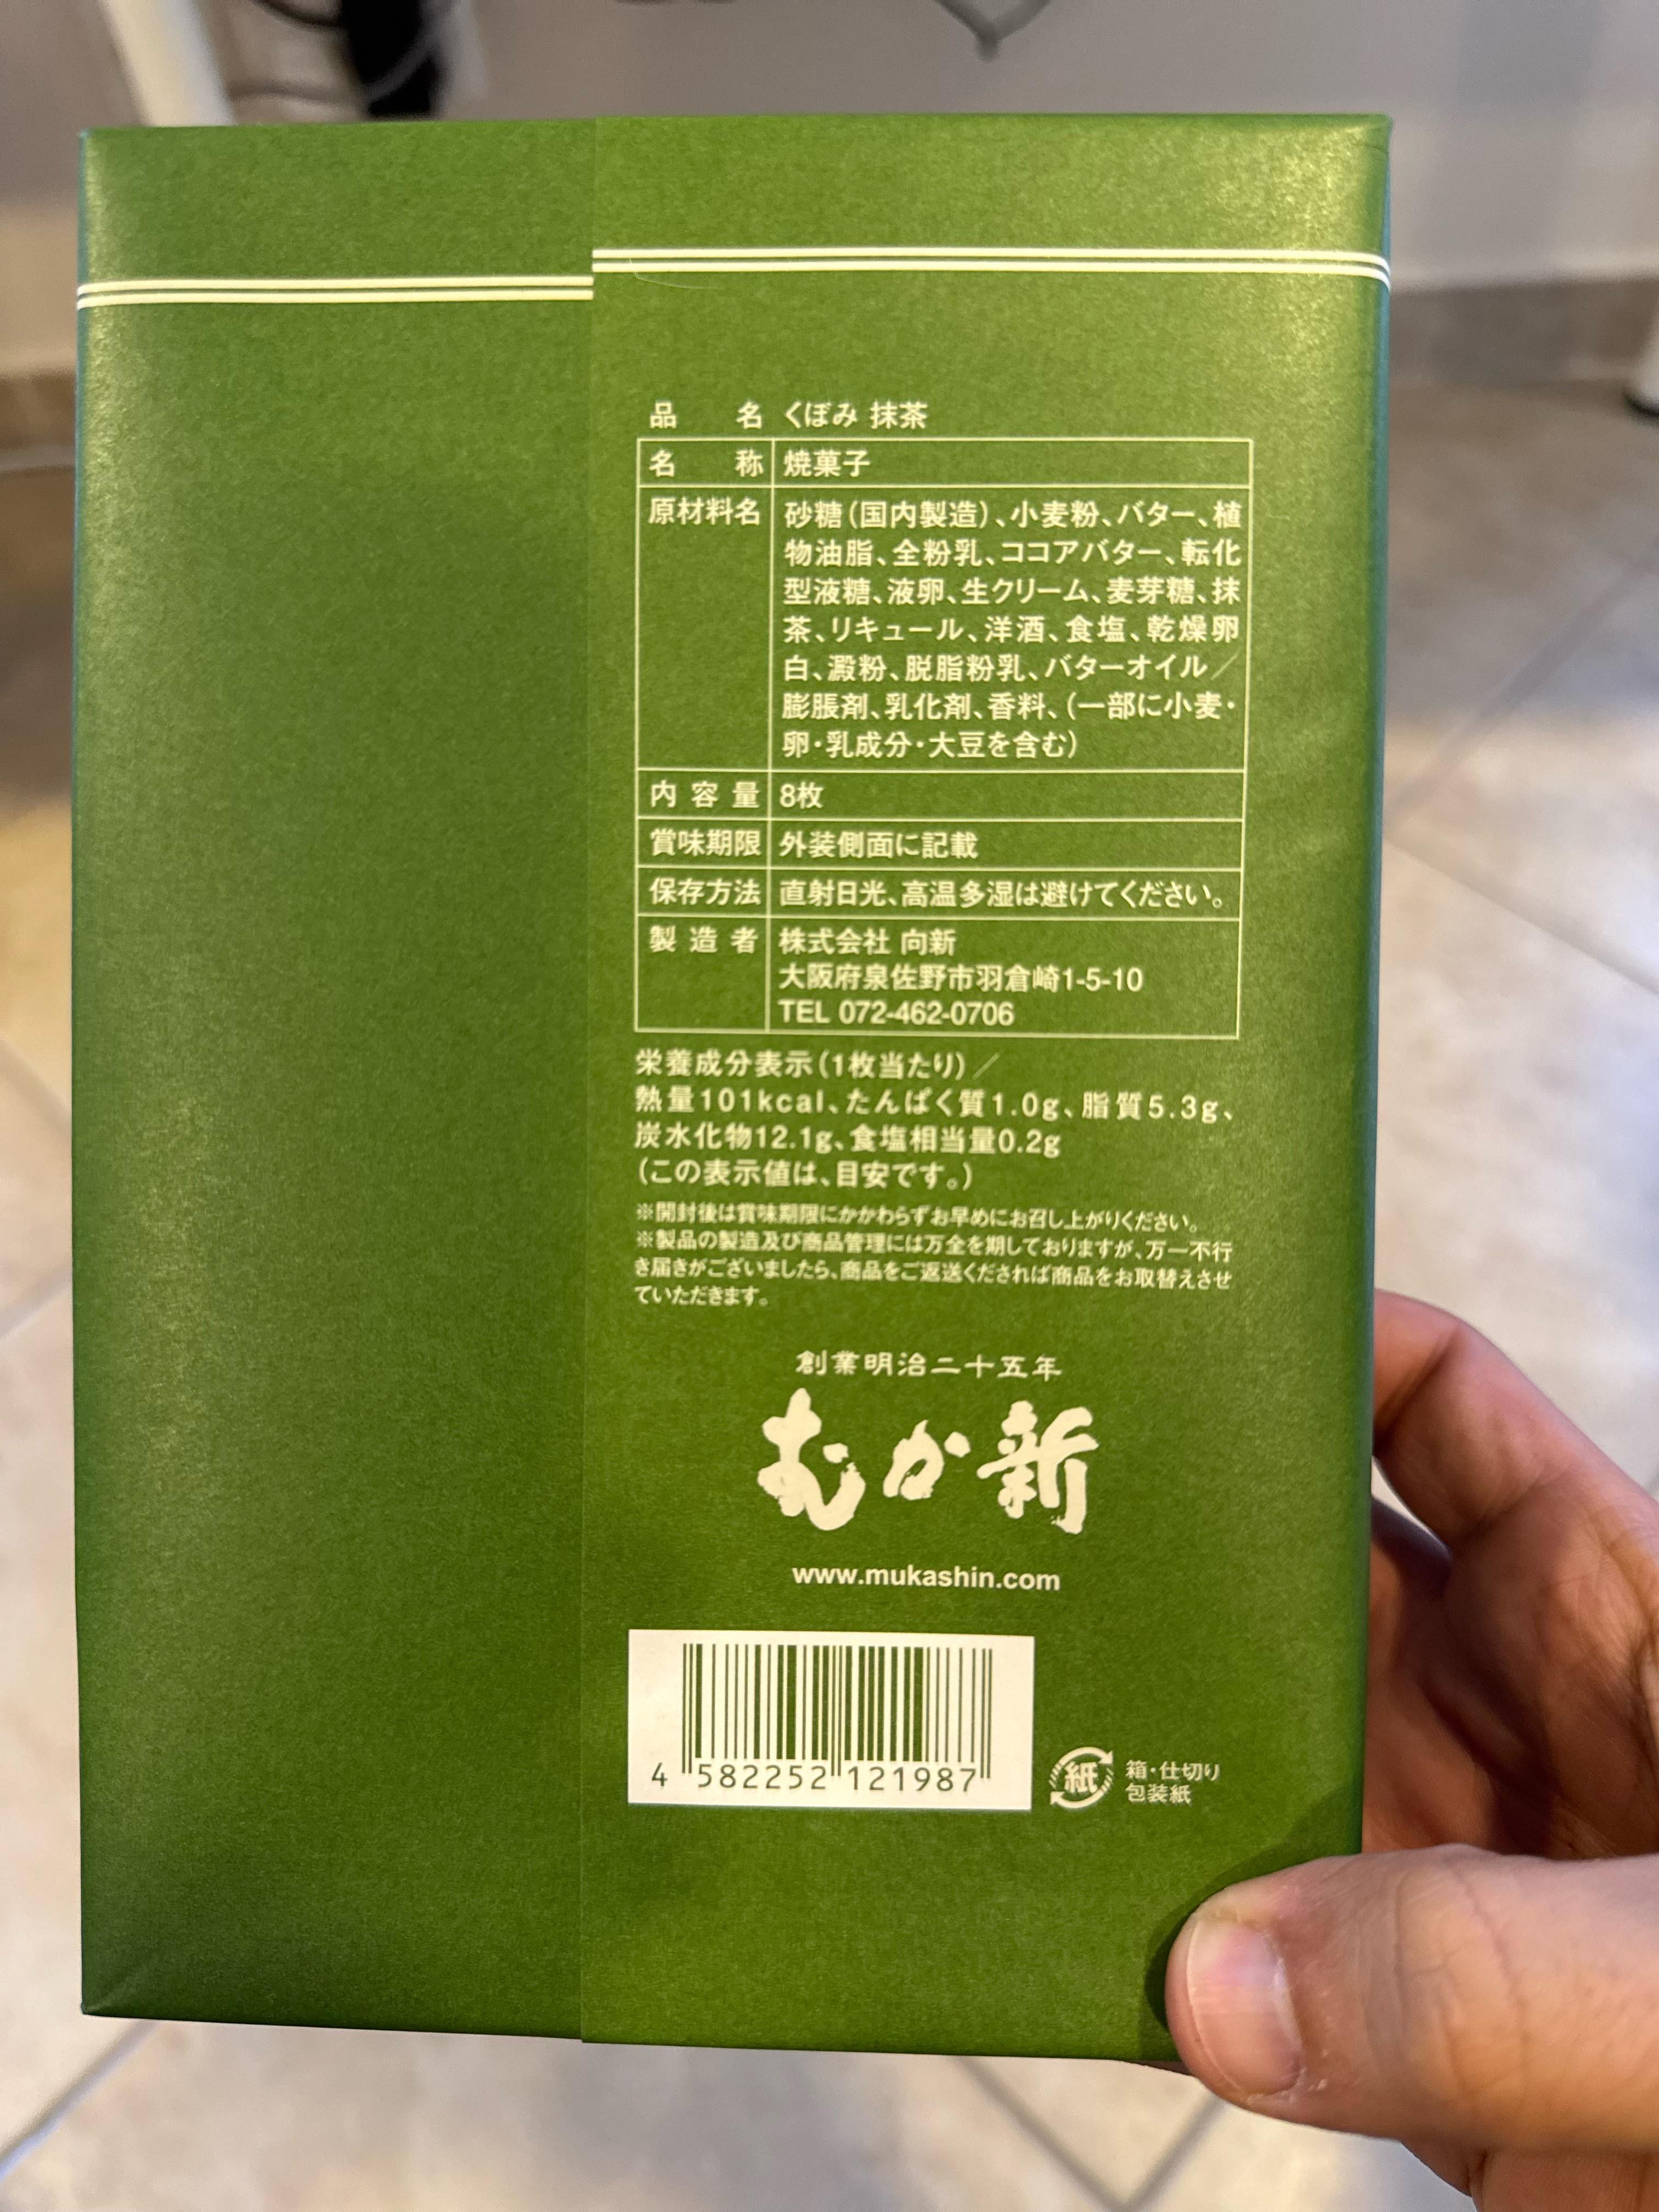 品名 くぼみ 抹茶
名称 焼菓子
原材料名 砂糖(国内製造)、小麦粉、バター、植
物油脂、全粉乳、ココアバター、転化
型液糖、液卵、生クリーム、麦芽糖、抹
茶、リキュール、洋酒、食塩、乾燥卵
白、澱粉、脱脂粉乳、バターオイル/
膨脹剤、乳化剤、香料、(一部に小麦・
卵・乳成分・大豆を含む)
内容量 8枚
賞味期限 外装側面に記載
保存方法 直射日光、高温多湿は避けてください。
製造者 株式会社 向新
大阪府泉佐野市羽倉崎1-5-10
TEL 072-462-0706
栄養成分表示(1枚当たり)/
熱量101kcal、たんぱく質1.0g、脂質5.3g、
炭水化物12.1g、食塩相当量0.2g
(この表示値は、目安です。)
※開封後は賞味期限にかかわらずお早めにお召し上がりください。
※製品の製造及び商品管理には万全を期しておりますが、万一不行
き届きがございましたら、商品をご返送くだされば商品をお取替えさせ
ていただきます。
創業明治二十五年
むか新
www.mukashin.com
4 582252 121987
紙 箱・仕切り
包装紙